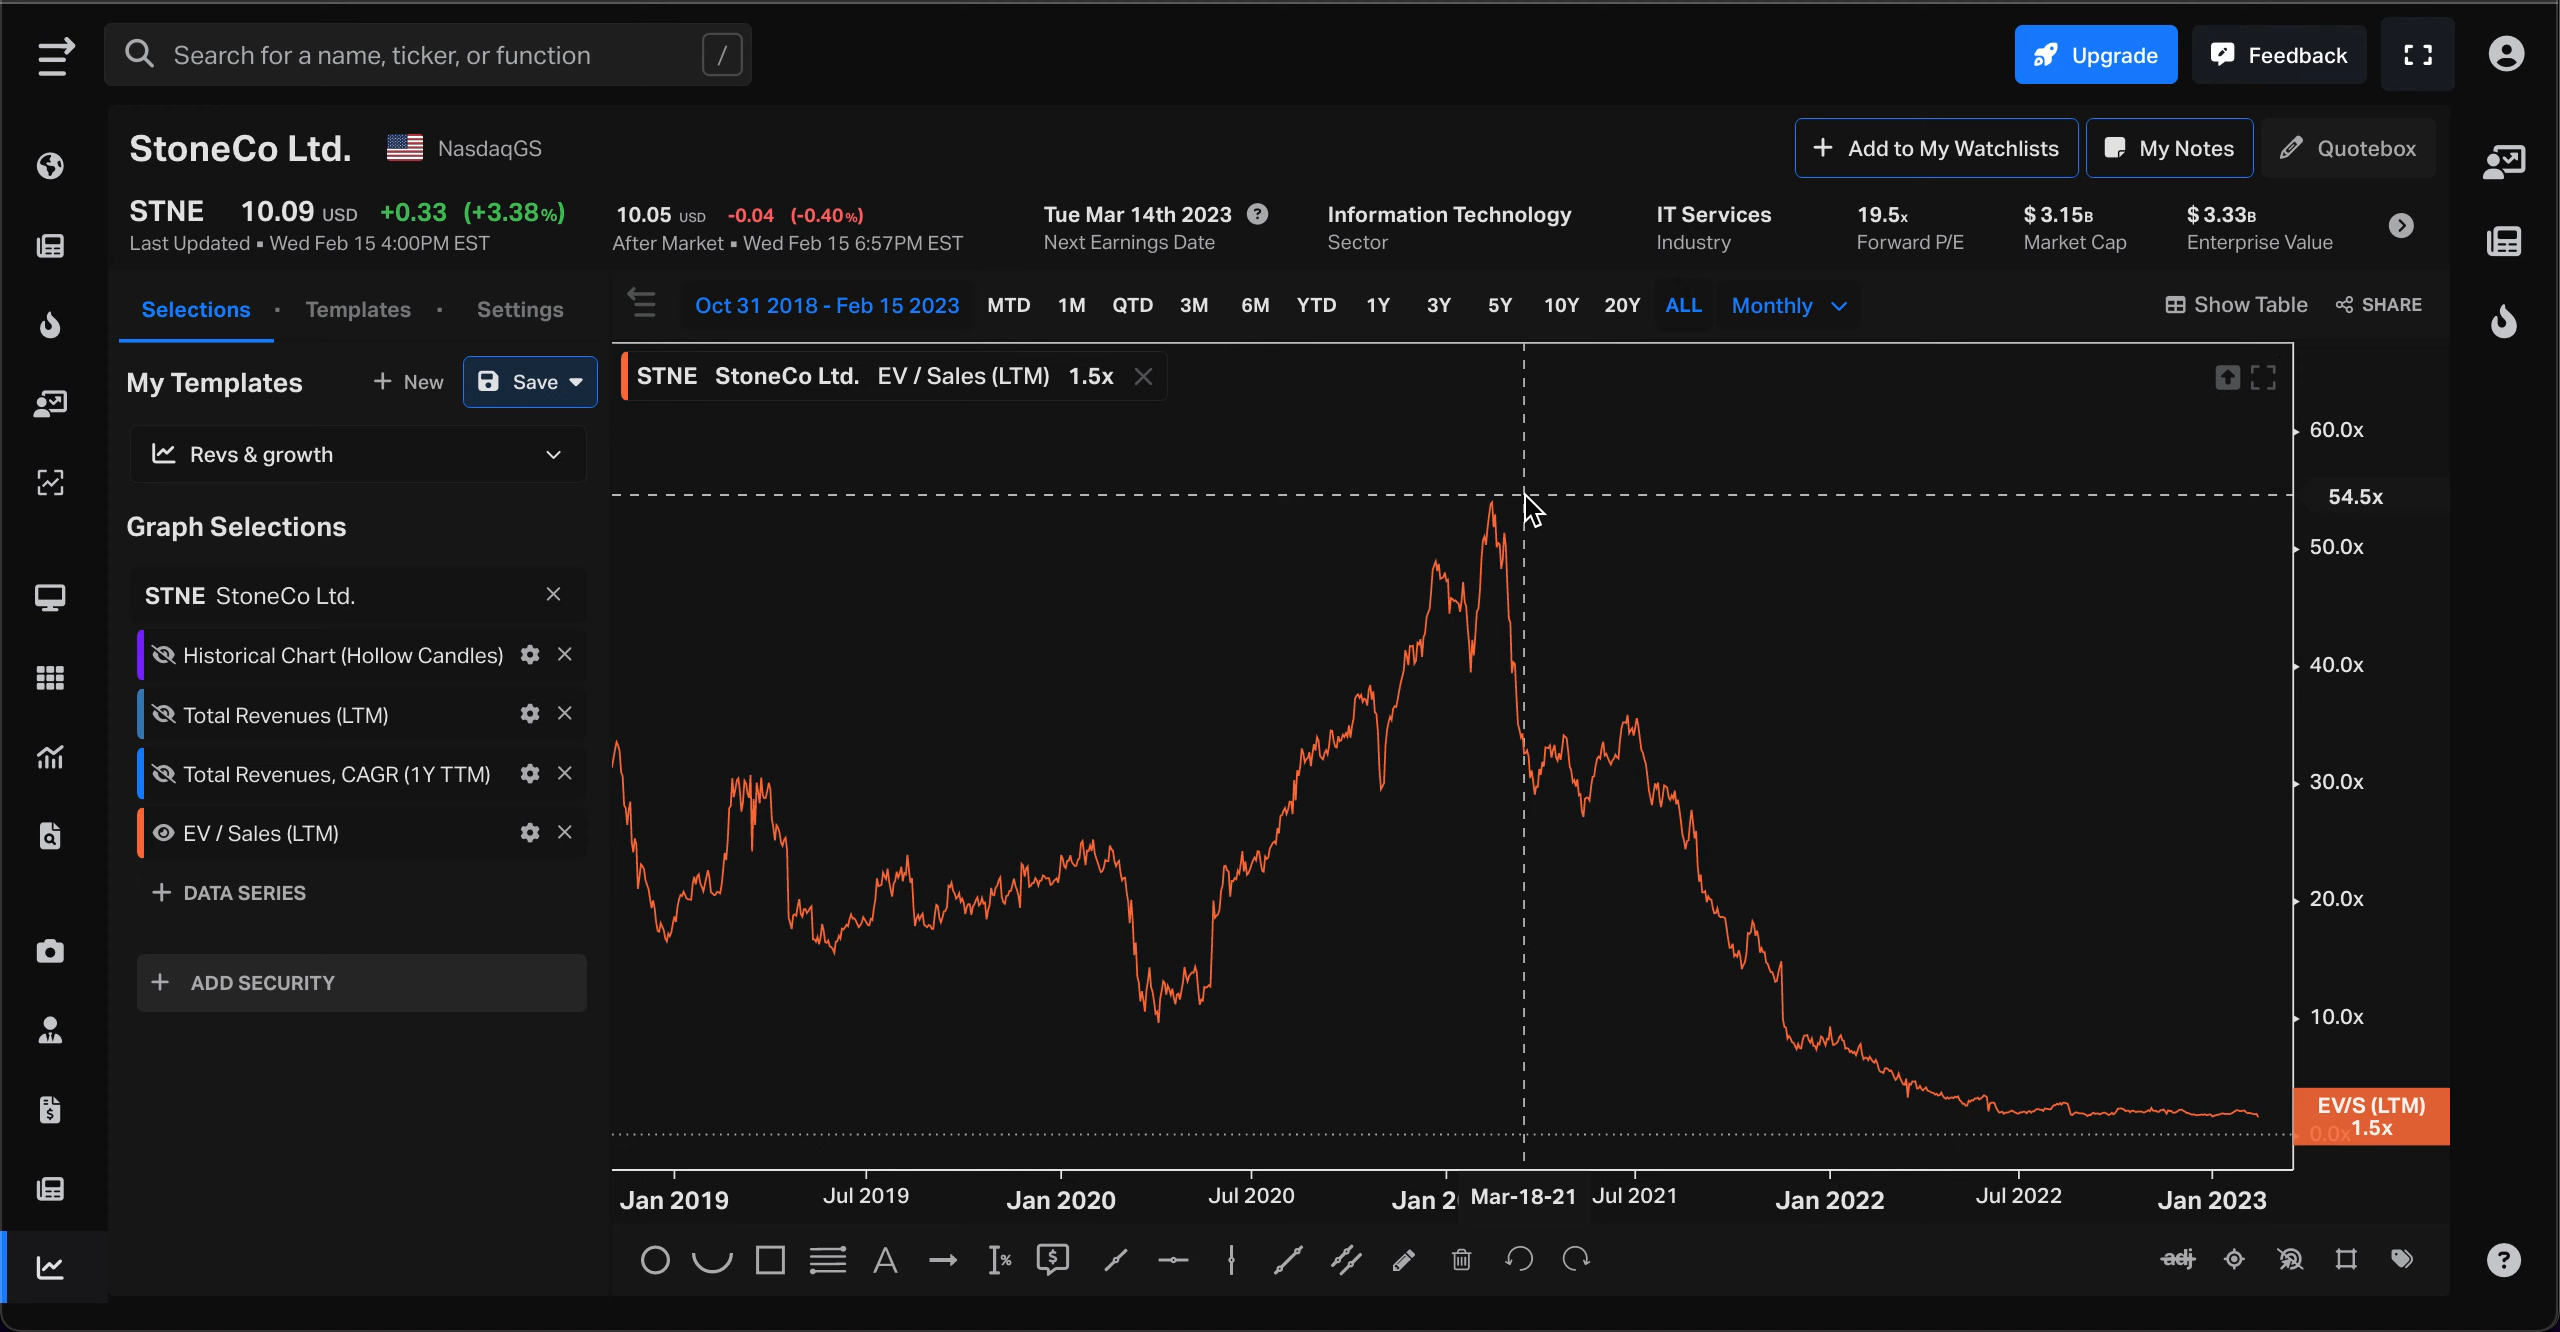 Search for a name, ticker, or function /
Upgrade
Feedback
StoneCo Ltd. NasdaqGS
+ Add to My Watchlists
My Notes
Quotebox
STNE 10.09 USD +0.33 (+3.38%)
Last Updated ▪ Wed Feb 15 4:00PM EST
10.05 USD -0.04 (-0.40%)
After Market ▪ Wed Feb 15 6:57PM EST
Tue Mar 14th 2023 ?
Next Earnings Date
Information Technology
Sector
IT Services
Industry
19.5x
Forward P/E
$ 3.15B
Market Cap
$ 3.33B
Enterprise Value
Selections · Templates · Settings
Oct 31 2018 - Feb 15 2023 MTD 1M QTD 3M 6M YTD 1Y 3Y 5Y 10Y 20Y ALL Monthly
Show Table SHARE
My Templates + New Save
Revs & growth
Graph Selections
STNE StoneCo Ltd.
Historical Chart (Hollow Candles)
Total Revenues (LTM)
Total Revenues, CAGR (1Y TTM)
EV / Sales (LTM)
+ DATA SERIES
+ ADD SECURITY
STNE StoneCo Ltd. EV / Sales (LTM) 1.5x
60.0x
54.5x
50.0x
40.0x
30.0x
20.0x
10.0x
EV/S (LTM)
0.0x 1.5x
Jan 2019 Jul 2019 Jan 2020 Jul 2020 Jan 2 Mar-18-21 Jul 2021 Jan 2022 Jul 2022 Jan 2023
A % $ adj ?